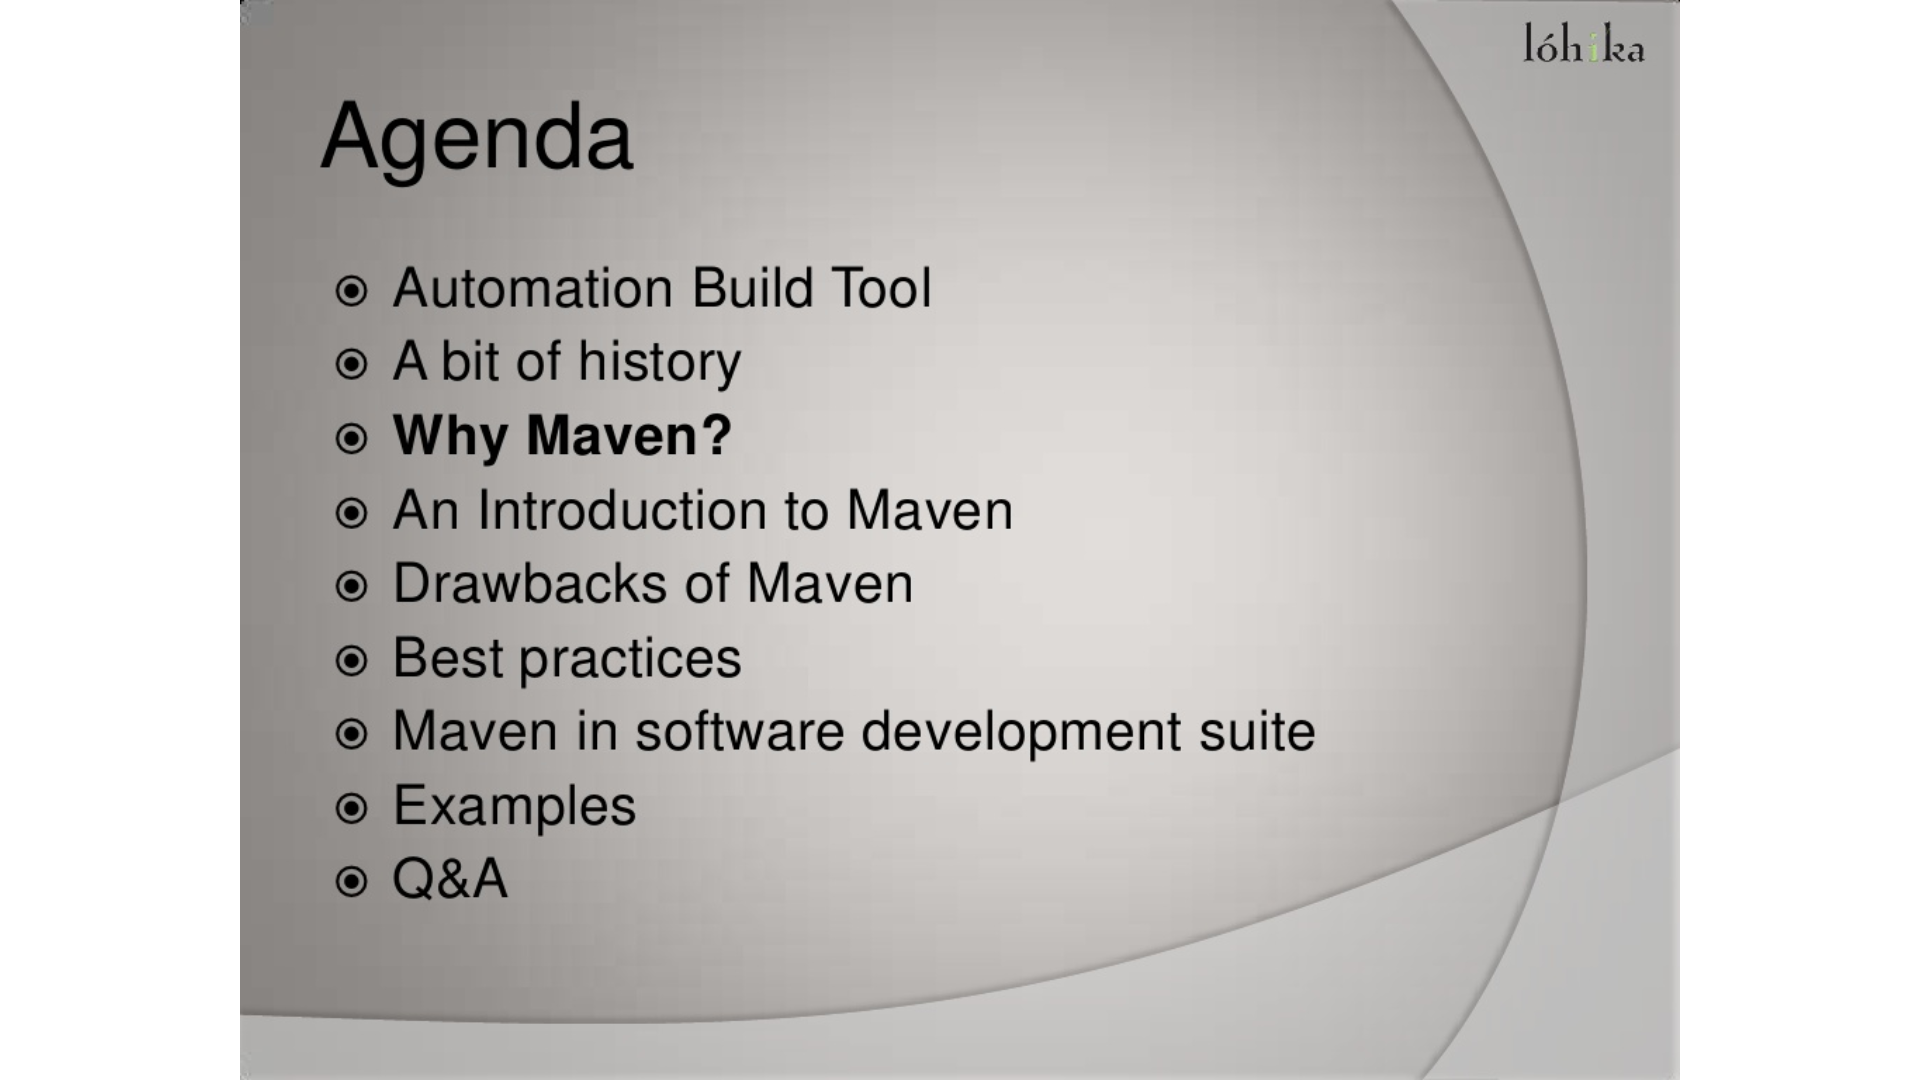 lóhika
Agenda
Automation Build Tool
A bit of history
Why Maven?
An Introduction to Maven
Drawbacks of Maven
Best practices
Maven in software development suite
Examples
Q&A